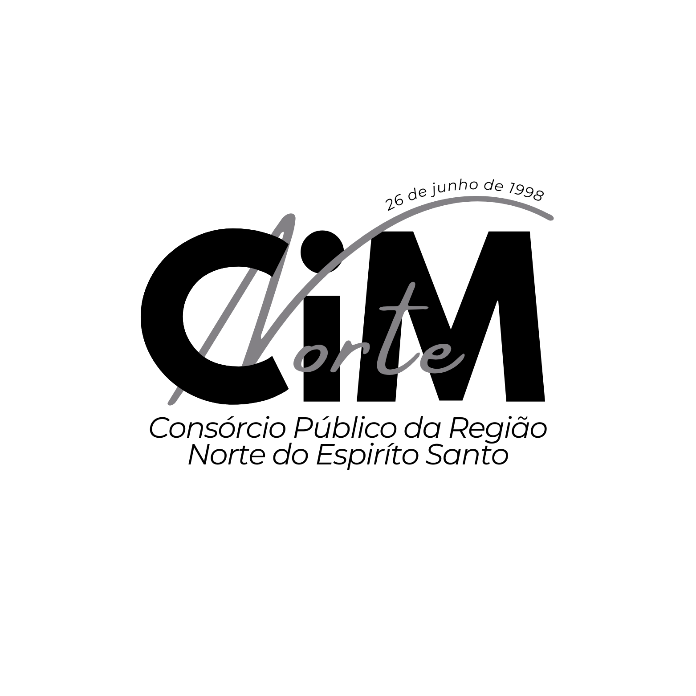 26 de junho de 1998
CiM
Norte
Consórcio Público da Região
Norte do Espiríto Santo